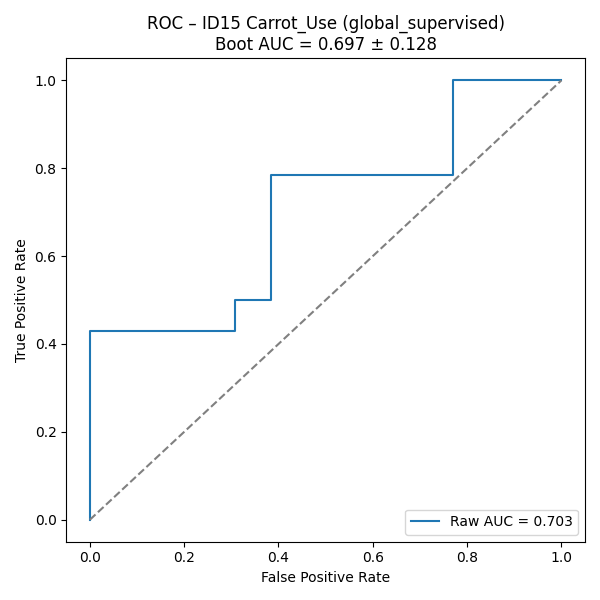 ROC – ID15 Carrot_Use (global_supervised)
Boot AUC = 0.697 ± 0.128
True Positive Rate
1.0
0.8
0.6
0.4
0.2
0.0
Raw AUC = 0.703
0.0 0.2 0.4 0.6 0.8 1.0
False Positive Rate